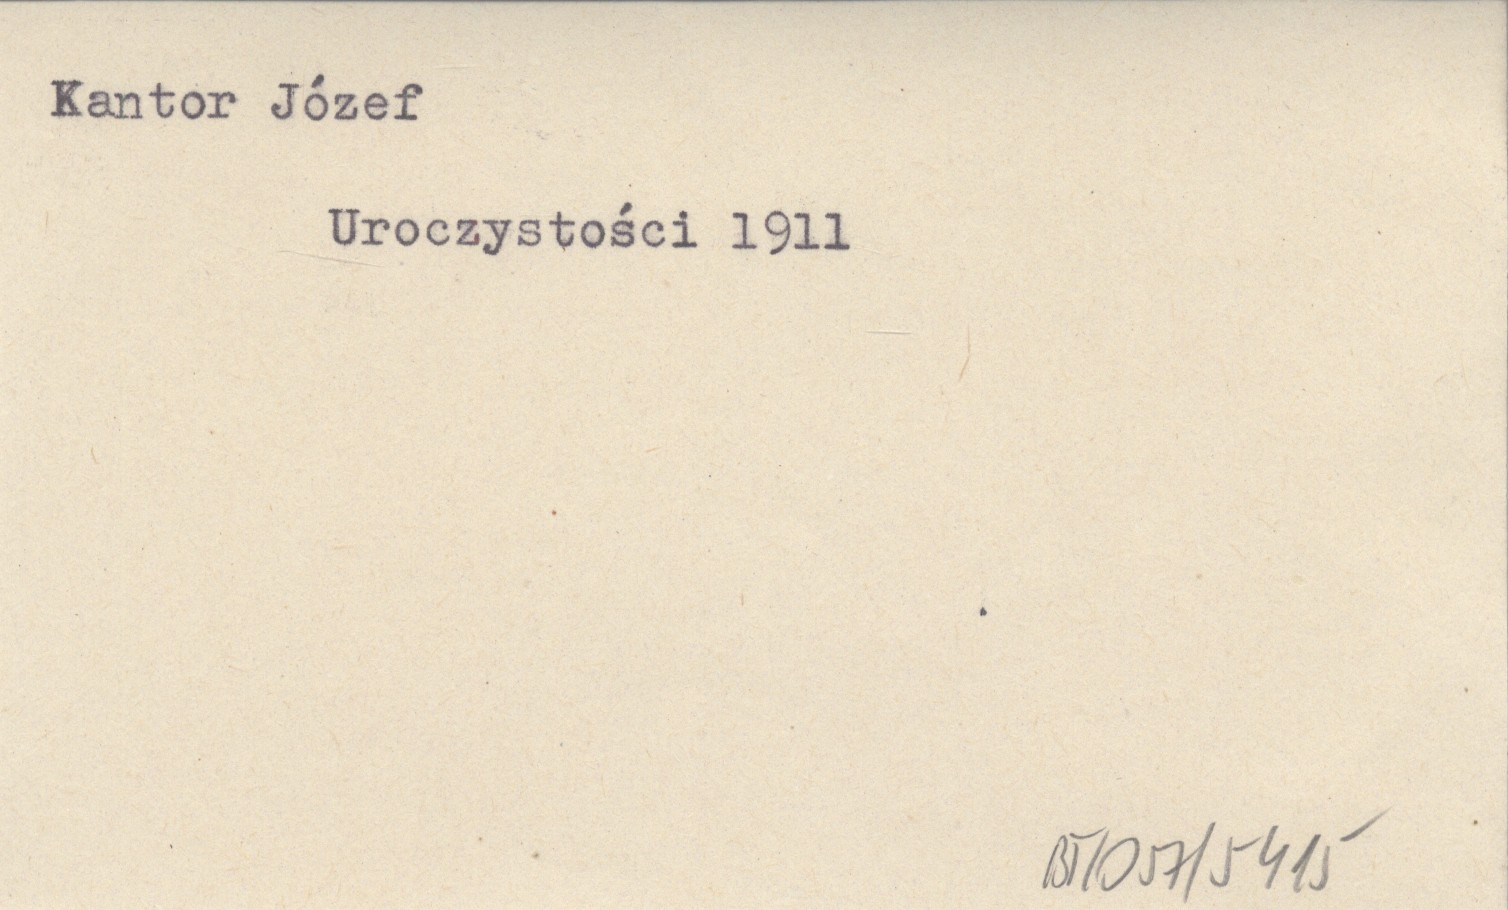 Kantor Józef
Uroczystości 1911
BT/057/5415